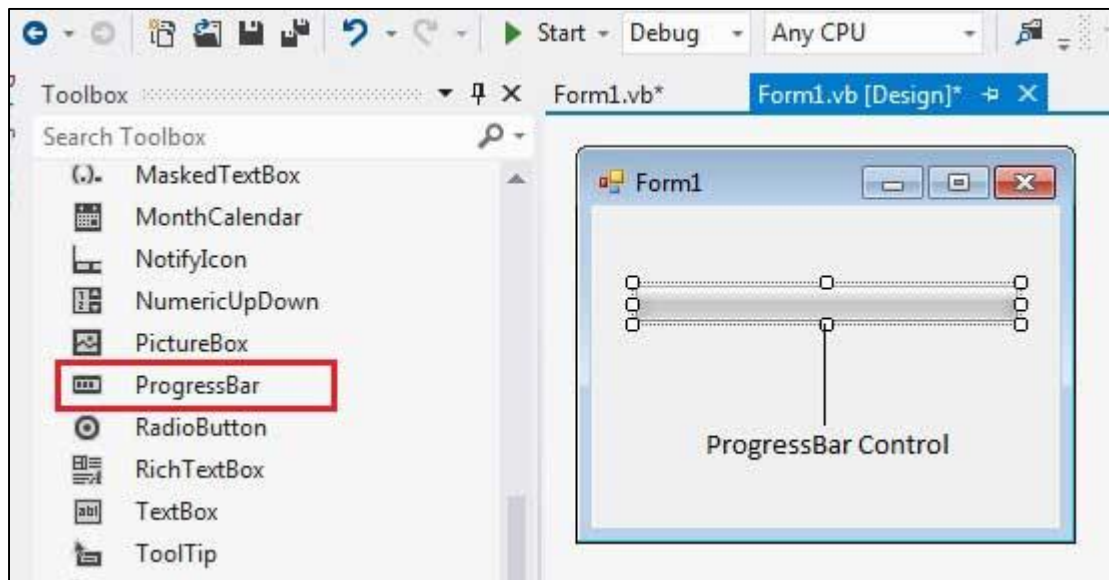 Start
Debug
Any CPU
Toolbox
Form1.vb*
Form1.vb [Design]*
Search Toolbox
MaskedTextBox
MonthCalendar
NotifyIcon
NumericUpDown
PictureBox
ProgressBar
RadioButton
RichTextBox
TextBox
ToolTip
Form1
ProgressBar Control